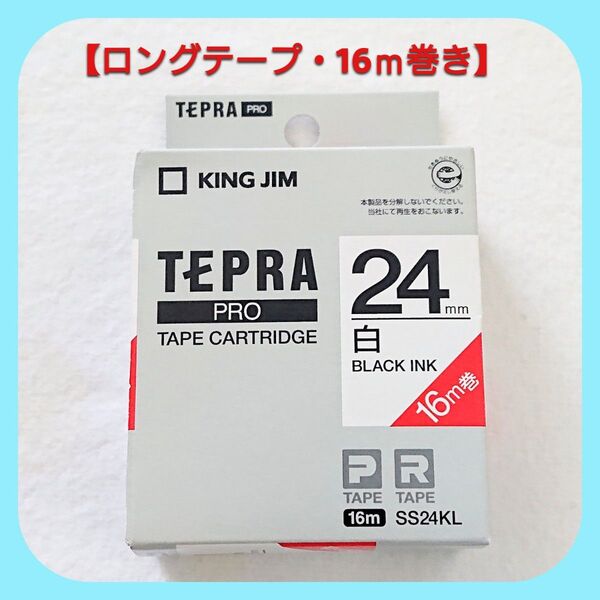 【ロングテープ・16m巻き】
TEPRA PRO
KING JIM
本製品を分解しないでください。
当社にて再生をおこないます。
TEPRA
PRO
TAPE CARTRIDGE
24mm
白
BLACK INK
16m巻
P R
TAPE TAPE
16m SS24KL